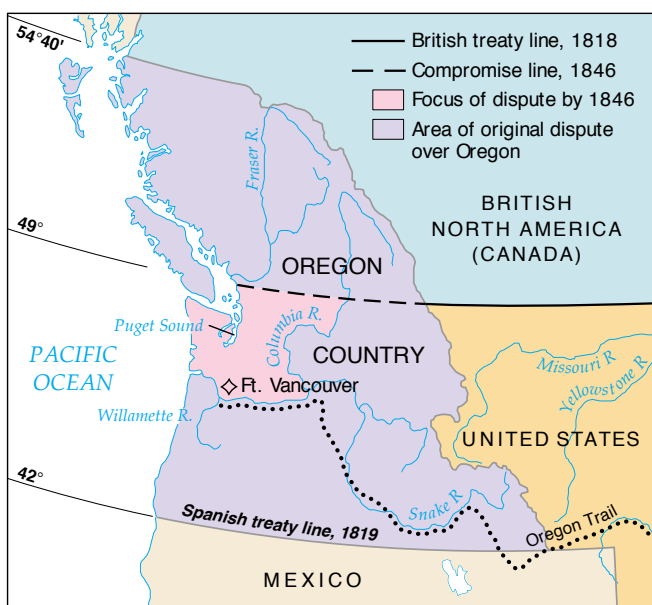 54°40'
British treaty line, 1818
Compromise line, 1846
Focus of dispute by 1846
Area of original dispute
over Oregon
Fraser R.
BRITISH
NORTH AMERICA
(CANADA)
49°
OREGON
Puget Sound
Columbia R.
COUNTRY
PACIFIC
OCEAN
Missouri R
Yellowstone R
Ft. Vancouver
Willamette R.
UNITED STATES
42°
Snake R
Spanish treaty line, 1819
Oregon Trail
MEXICO